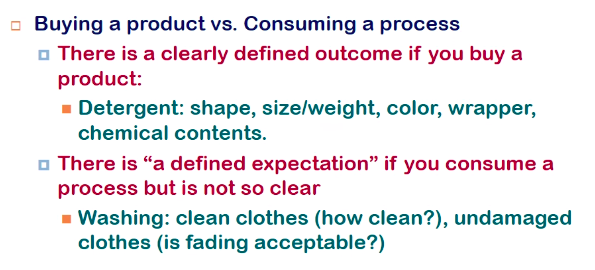 Buying a product vs. Consuming a process
There is a clearly defined outcome if you buy a
product:
Detergent: shape, size/weight, color, wrapper,
chemical contents.
There is “a defined expectation” if you consume a
process but is not so clear
Washing: clean clothes (how clean?), undamaged
clothes (is fading acceptable?)